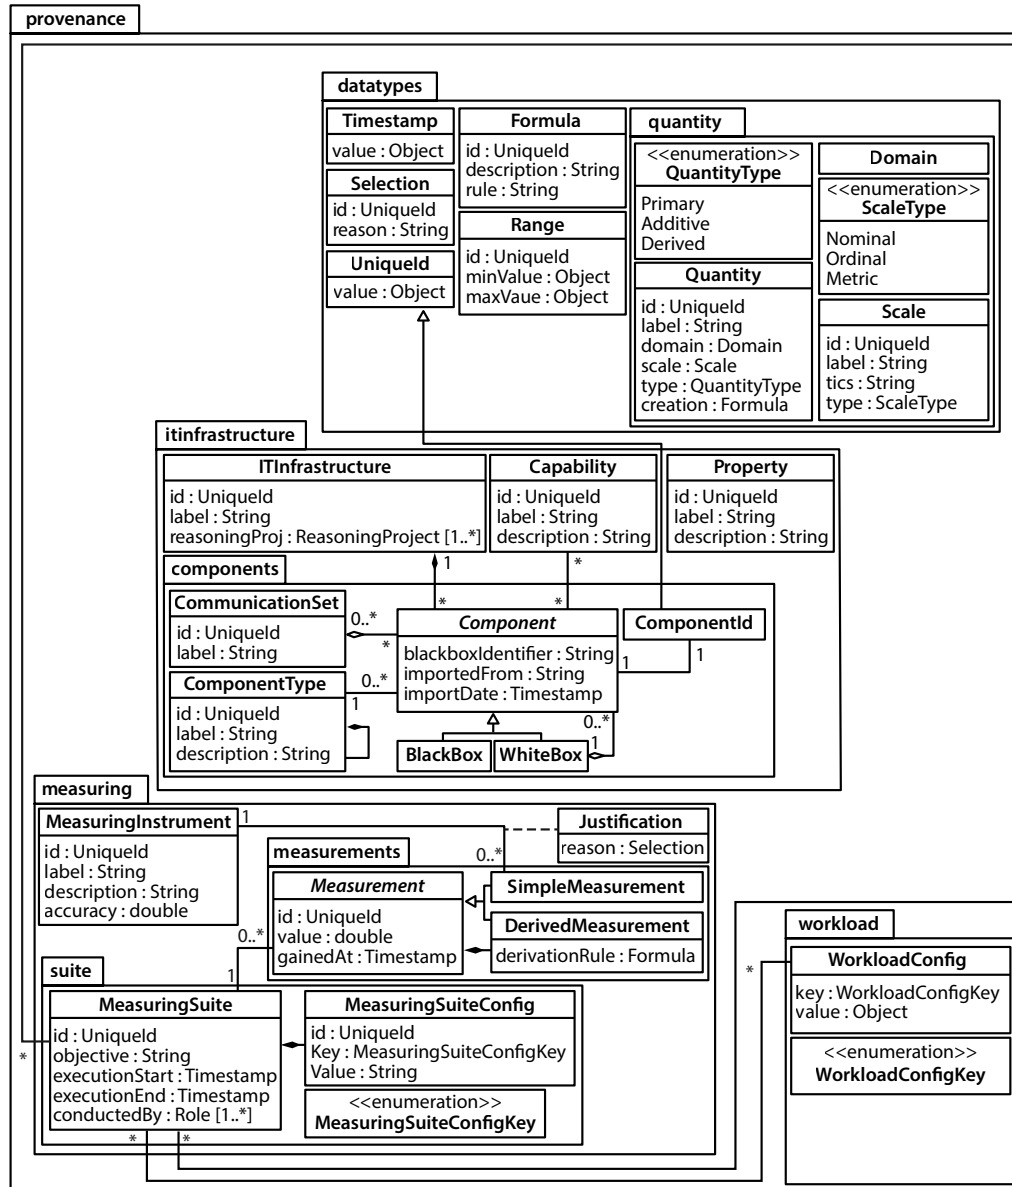 provenance
datatypes
Timestamp
value : Object
Selection
id : UniqueId
reason : String
UniqueId
value : Object
Formula
id : UniqueId
description : String
rule : String
Range
id : UniqueId
minValue : Object
maxVaue : Object
quantity
<<enumeration>>
QuantityType
Primary
Additive
Derived
Quantity
id : UniqueId
label : String
domain : Domain
scale : Scale
type : QuantityType
creation : Formula
Domain
<<enumeration>>
ScaleType
Nominal
Ordinal
Metric
Scale
id : UniqueId
label : String
tics : String
type : ScaleType
itinfrastructure
ITInfrastructure
id : UniqueId
label : String
reasoningProj : ReasoningProject [1..*]
Capability
id : UniqueId
label : String
description : String
Property
id : UniqueId
label : String
description : String
1
*
*
*
components
CommunicationSet
id : UniqueId
label : String
0..*
*
ComponentType
id : UniqueId
label : String
description : String
0..*
1
Component
blackboxIdentifier : String
importedFrom : String
importDate : Timestamp
ComponentId
1
1
0..*
1
BlackBox
WhiteBox
measuring
MeasuringInstrument
id : UniqueId
label : String
description : String
accuracy : double
1
0..*
Justification
reason : Selection
measurements
Measurement
id : UniqueId
value : double
gainedAt : Timestamp
SimpleMeasurement
DerivedMeasurement
derivationRule : Formula
0..*
1
suite
MeasuringSuite
id : UniqueId
objective : String
executionStart : Timestamp
executionEnd : Timestamp
conductedBy : Role [1..*]
*
*
*
MeasuringSuiteConfig
id : UniqueId
Key : MeasuringSuiteConfigKey
Value : String
<<enumeration>>
MeasuringSuiteConfigKey
workload
*
WorkloadConfig
key : WorkloadConfigKey
value : Object
<<enumeration>>
WorkloadConfigKey